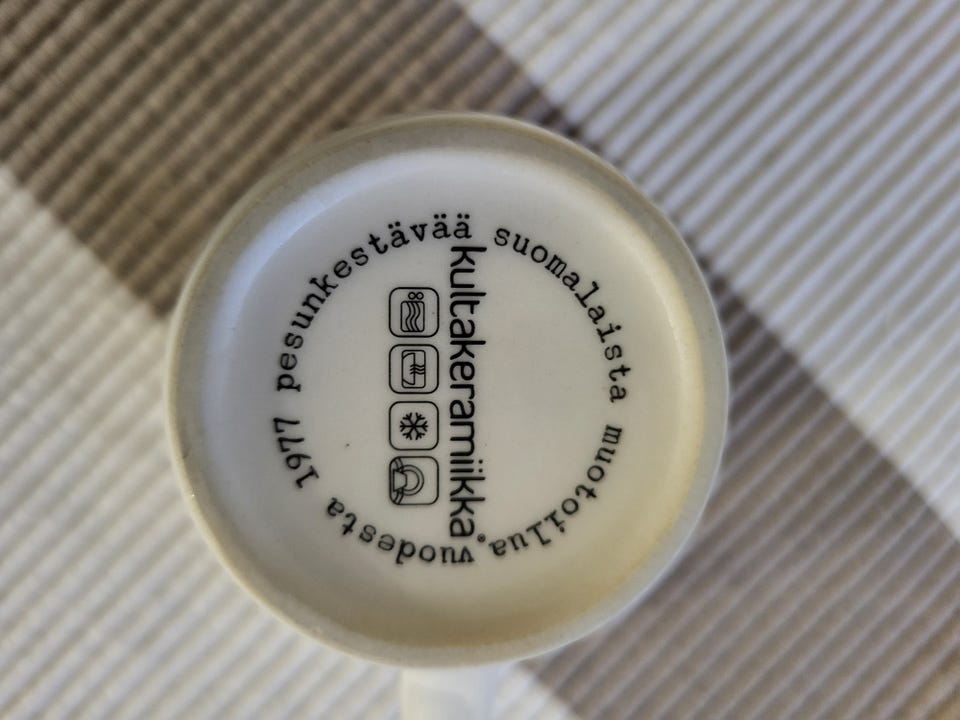 pesunkestävää suomalaista muotoilua vuodesta 1977
kultakeramiikka®